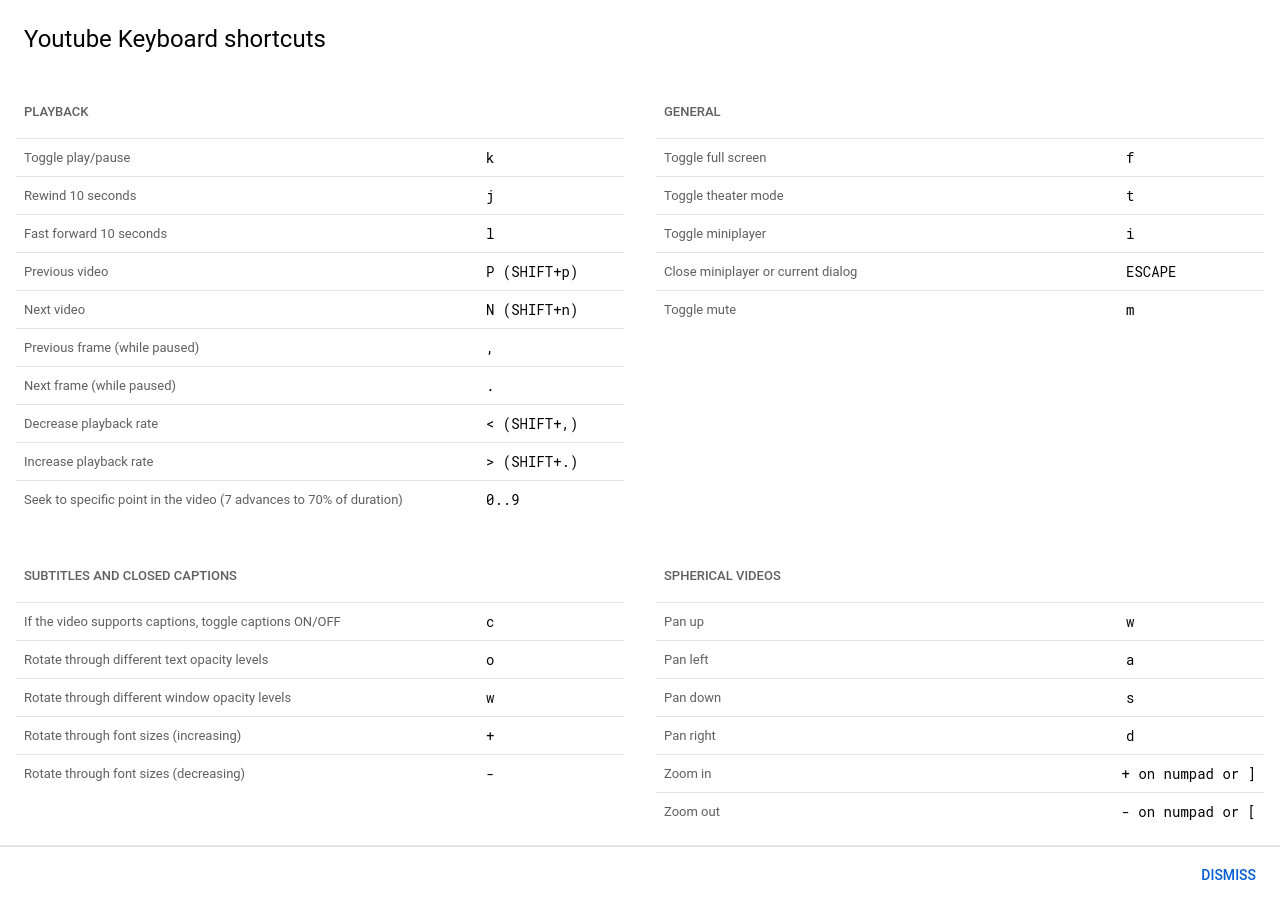 Youtube Keyboard shortcuts
PLAYBACK
Toggle play/pause k
Rewind 10 seconds j
Fast forward 10 seconds l
Previous video P (SHIFT+p)
Next video N (SHIFT+n)
Previous frame (while paused) ,
Next frame (while paused) .
Decrease playback rate < (SHIFT+,)
Increase playback rate > (SHIFT+.)
Seek to specific point in the video (7 advances to 70% of duration) 0..9
GENERAL
Toggle full screen f
Toggle theater mode t
Toggle miniplayer i
Close miniplayer or current dialog ESCAPE
Toggle mute m
SUBTITLES AND CLOSED CAPTIONS
If the video supports captions, toggle captions ON/OFF c
Rotate through different text opacity levels o
Rotate through different window opacity levels w
Rotate through font sizes (increasing) +
Rotate through font sizes (decreasing) -
SPHERICAL VIDEOS
Pan up w
Pan left a
Pan down s
Pan right d
Zoom in + on numpad or ]
Zoom out - on numpad or [
DISMISS